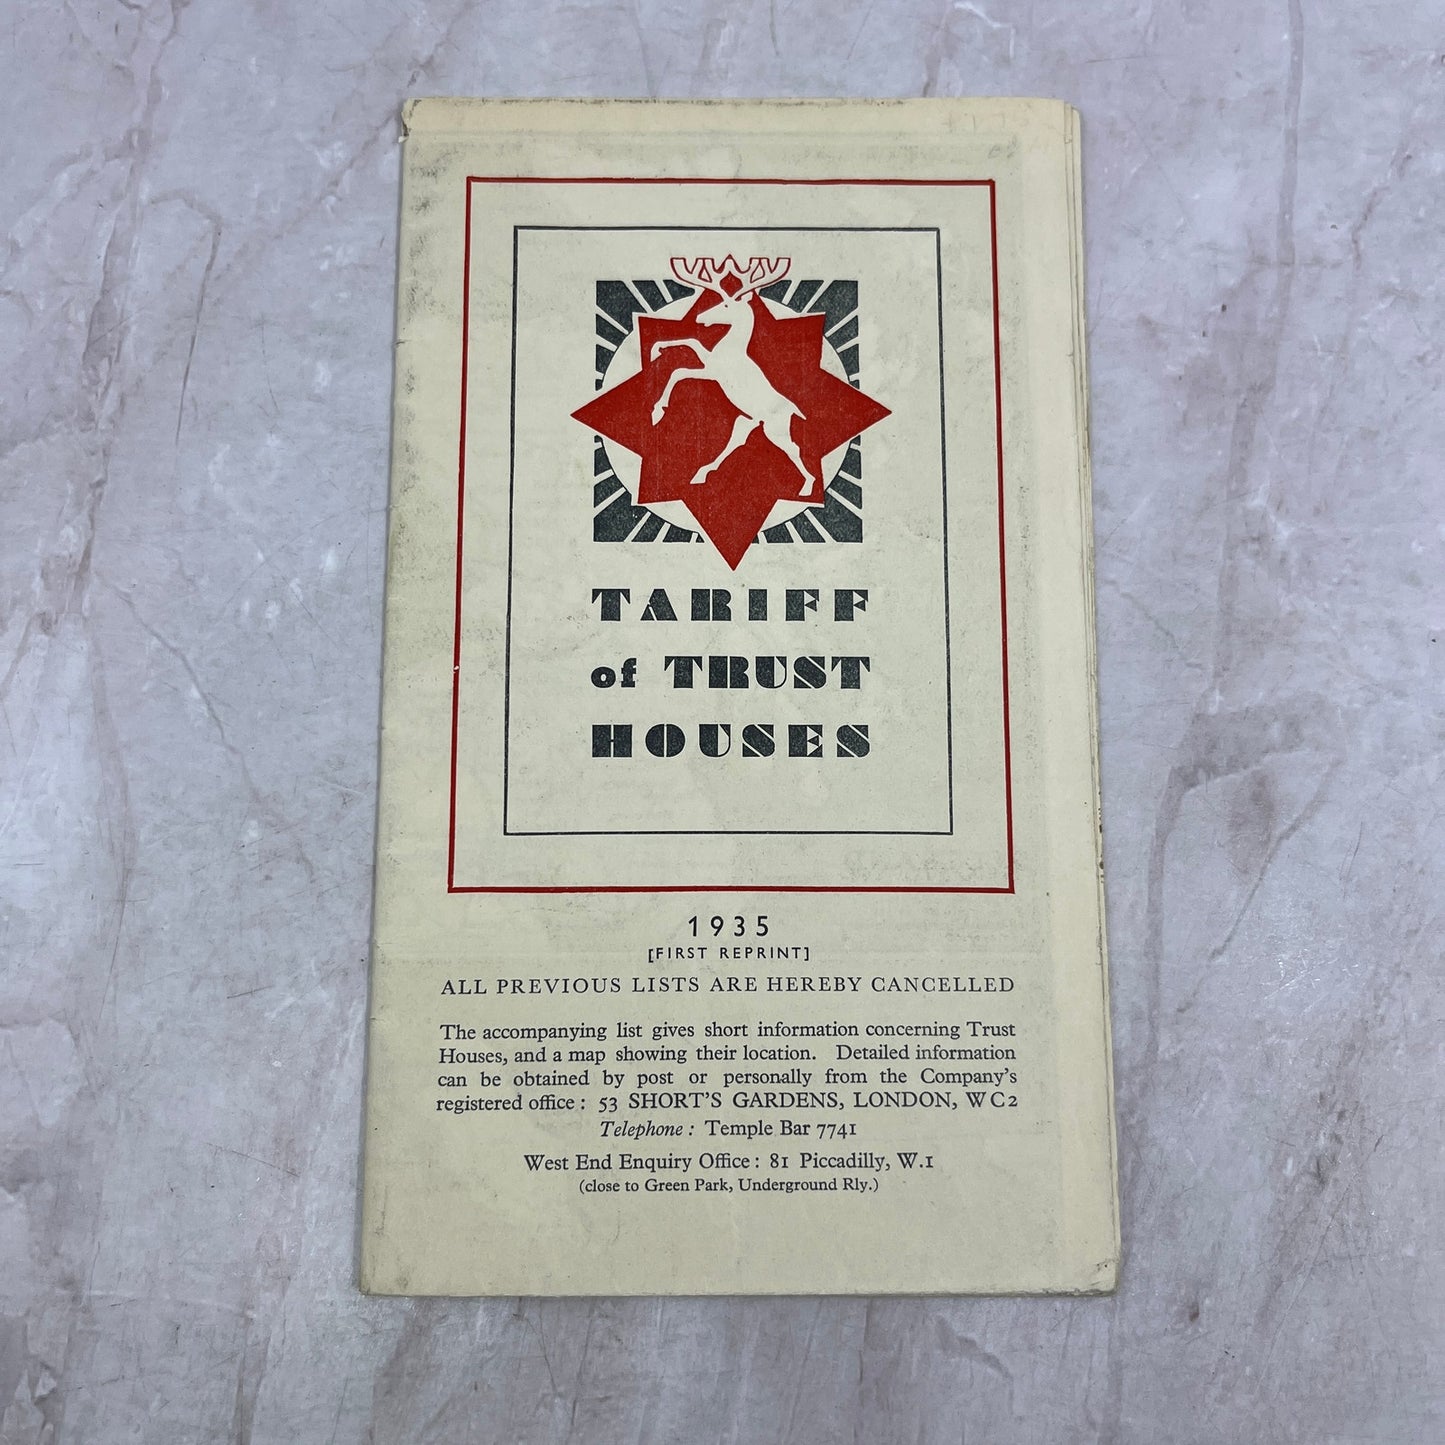 TARIFF
of TRUST
HOUSES
1935
[FIRST REPRINT]
ALL PREVIOUS LISTS ARE HEREBY CANCELLED
The accompanying list gives short information concerning Trust
Houses, and a map showing their location. Detailed information
can be obtained by post or personally from the Company's
registered office : 53 SHORT'S GARDENS, LONDON, WC2
Telephone : Temple Bar 7741
West End Enquiry Office : 81 Piccadilly, W.1
(close to Green Park, Underground Rly.)